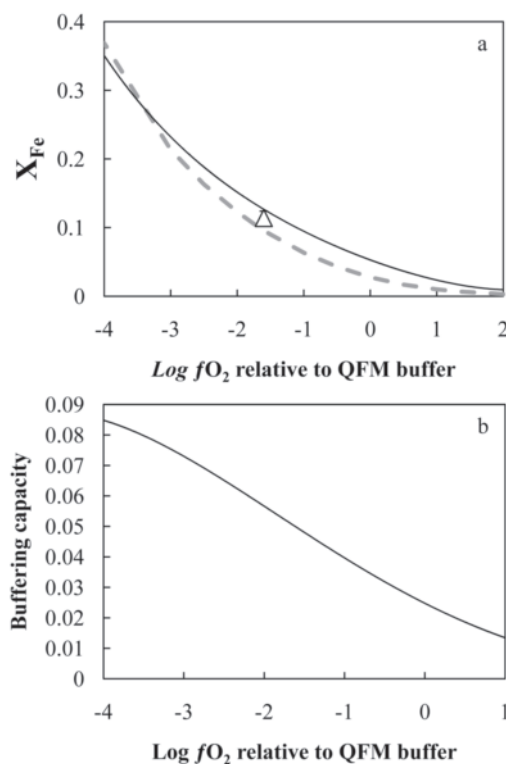 0.4
a
0.3
X_Fe
0.2
0.1
0
-4 -3 -2 -1 0 1 2
Log fO₂ relative to QFM buffer
0.09
b
0.08
0.07
0.06
Buffering capacity
0.05
0.04
0.03
0.02
0.01
0
-4 -3 -2 -1 0 1
Log fO₂ relative to QFM buffer